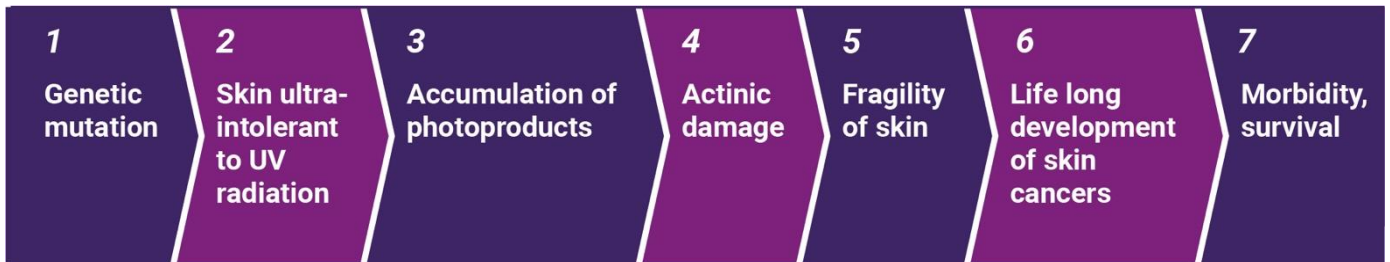 1
Genetic
mutation
2
Skin ultra-
intolerant
to UV
radiation
3
Accumulation of
photoproducts
4
Actinic
damage
5
Fragility
of skin
6
Life long
development
of skin
cancers
7
Morbidity,
survival